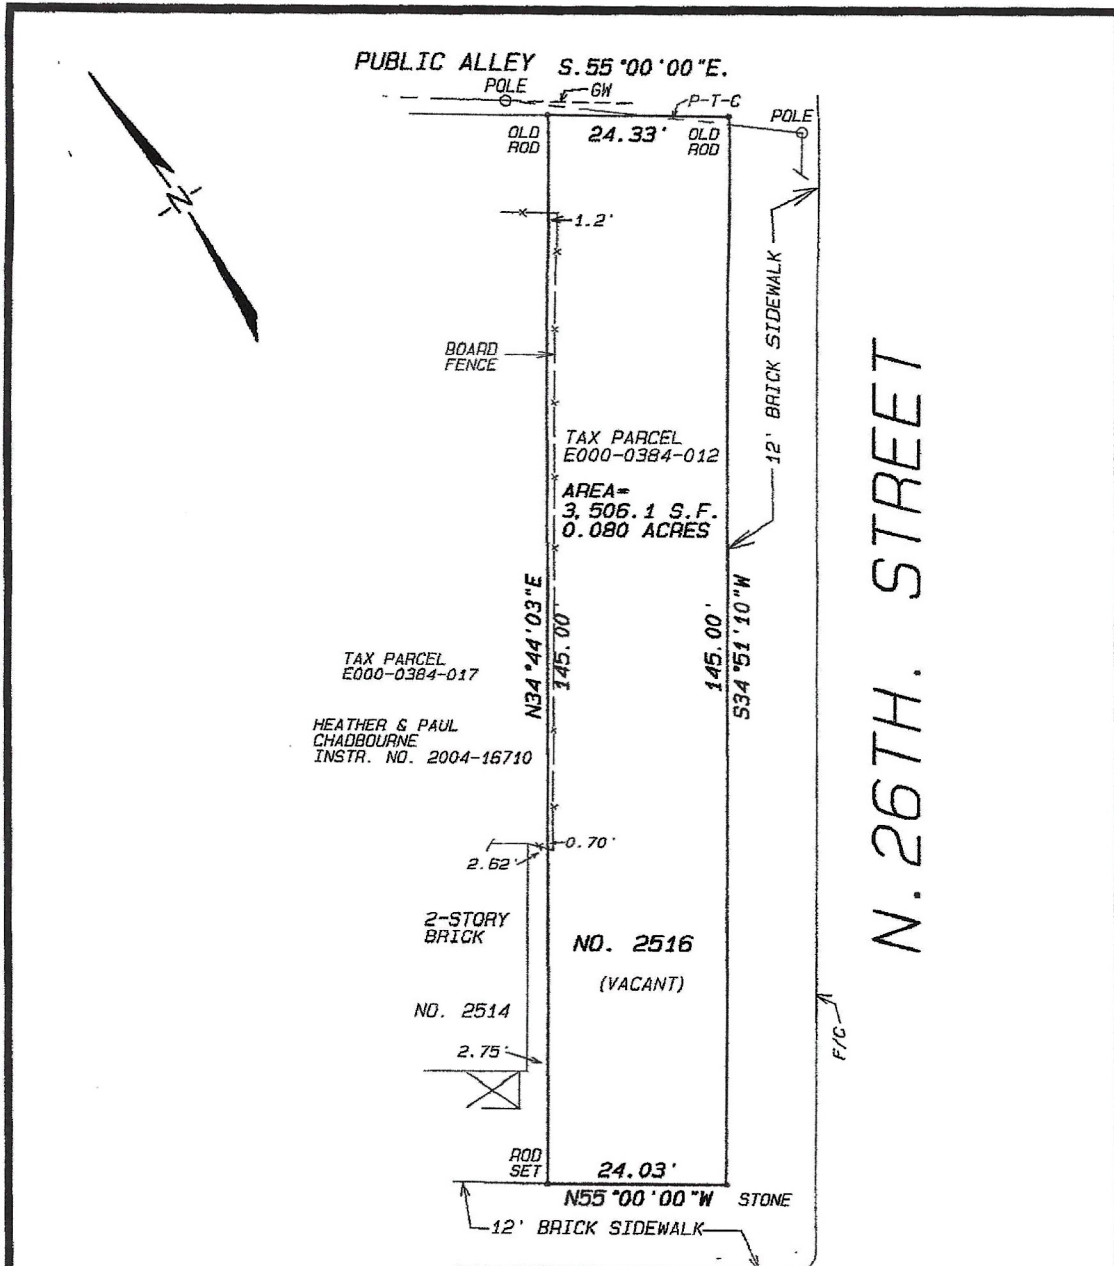 PUBLIC ALLEY S.55°00'00"E.
POLE
GW
P-T-C
POLE
OLD
ROD
24.33'
OLD
ROD
N
1.2'
12' BRICK SIDEWALK
BOARD
FENCE
TAX PARCEL
E000-0384-012
AREA=
3,506.1 S.F.
0.080 ACRES
N34°44'03"E
145.00'
145.00'
S34°51'10"W
N. 26TH. STREET
TAX PARCEL
E000-0384-017
HEATHER & PAUL
CHADBOURNE
INSTR. NO. 2004-16710
0.70'
2.62'
2-STORY
BRICK
NO. 2516
(VACANT)
NO. 2514
F/C
2.75'
ROD
SET
24.03'
N55°00'00"W
STONE
12' BRICK SIDEWALK